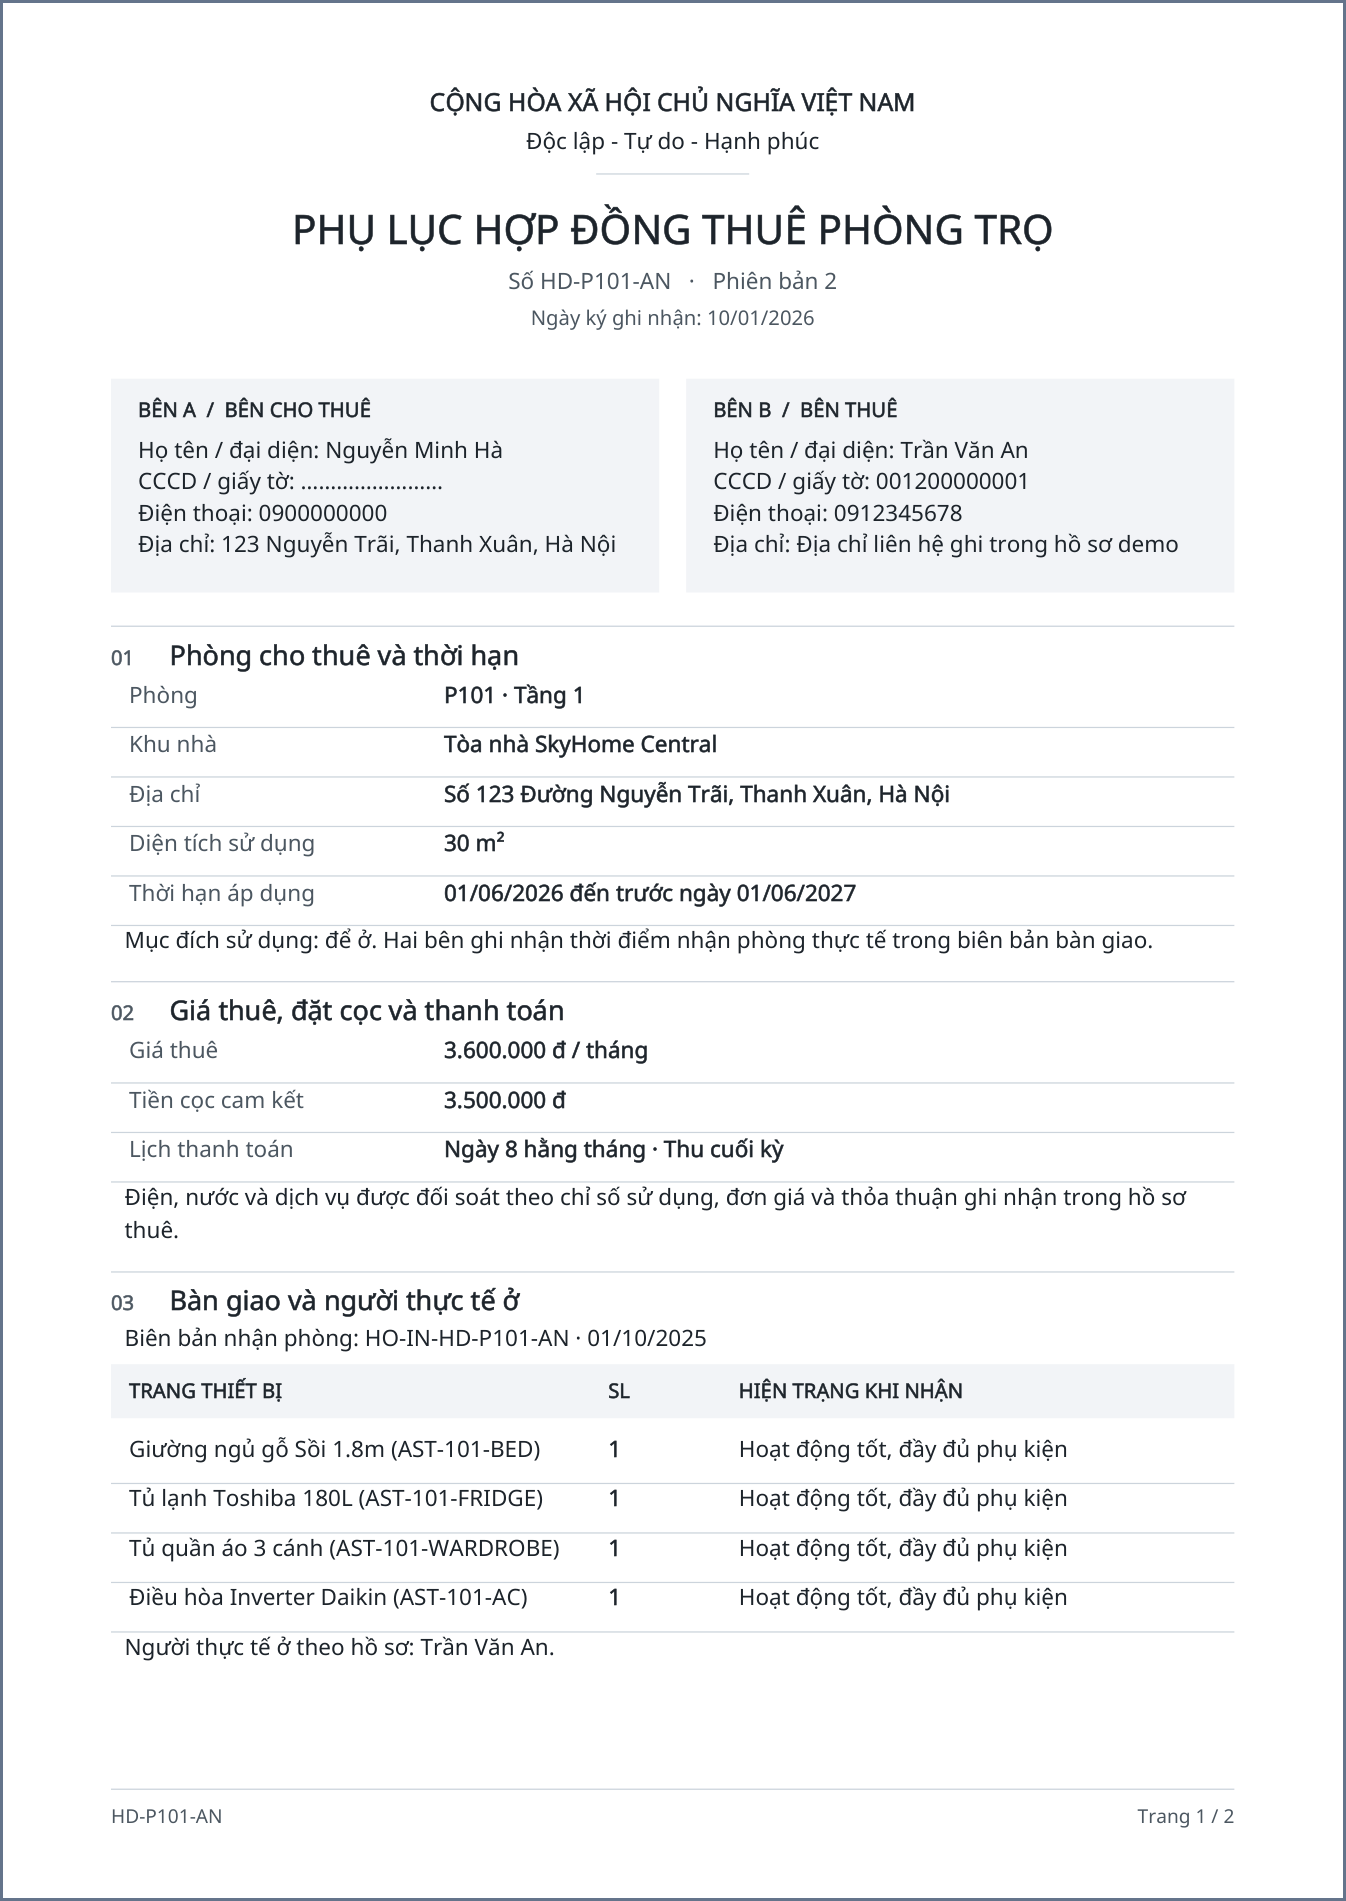 CỘNG HÒA XÃ HỘI CHỦ NGHĨA VIỆT NAM
Độc lập - Tự do - Hạnh phúc
PHỤ LỤC HỢP ĐỒNG THUÊ PHÒNG TRỌ
Số HD-P101-AN · Phiên bản 2
Ngày ký ghi nhận: 10/01/2026
BÊN A / BÊN CHO THUÊ
Họ tên / đại diện: Nguyễn Minh Hà
CCCD / giấy tờ: ........................
Điện thoại: 0900000000
Địa chỉ: 123 Nguyễn Trãi, Thanh Xuân, Hà Nội
BÊN B / BÊN THUÊ
Họ tên / đại diện: Trần Văn An
CCCD / giấy tờ: 001200000001
Điện thoại: 0912345678
Địa chỉ: Địa chỉ liên hệ ghi trong hồ sơ demo
01 Phòng cho thuê và thời hạn
Phòng P101 · Tầng 1
Khu nhà Tòa nhà SkyHome Central
Địa chỉ Số 123 Đường Nguyễn Trãi, Thanh Xuân, Hà Nội
Diện tích sử dụng 30 m²
Thời hạn áp dụng 01/06/2026 đến trước ngày 01/06/2027
Mục đích sử dụng: để ở. Hai bên ghi nhận thời điểm nhận phòng thực tế trong biên bản bàn giao.
02 Giá thuê, đặt cọc và thanh toán
Giá thuê 3.600.000 đ / tháng
Tiền cọc cam kết 3.500.000 đ
Lịch thanh toán Ngày 8 hằng tháng · Thu cuối kỳ
Điện, nước và dịch vụ được đối soát theo chỉ số sử dụng, đơn giá và thỏa thuận ghi nhận trong hồ sơ
thuê.
03 Bàn giao và người thực tế ở
Biên bản nhận phòng: HO-IN-HD-P101-AN · 01/10/2025
TRANG THIẾT BỊ SL HIỆN TRẠNG KHI NHẬN
Giường ngủ gỗ Sồi 1.8m (AST-101-BED) 1 Hoạt động tốt, đầy đủ phụ kiện
Tủ lạnh Toshiba 180L (AST-101-FRIDGE) 1 Hoạt động tốt, đầy đủ phụ kiện
Tủ quần áo 3 cánh (AST-101-WARDROBE) 1 Hoạt động tốt, đầy đủ phụ kiện
Điều hòa Inverter Daikin (AST-101-AC) 1 Hoạt động tốt, đầy đủ phụ kiện
Người thực tế ở theo hồ sơ: Trần Văn An.
HD-P101-AN Trang 1 / 2